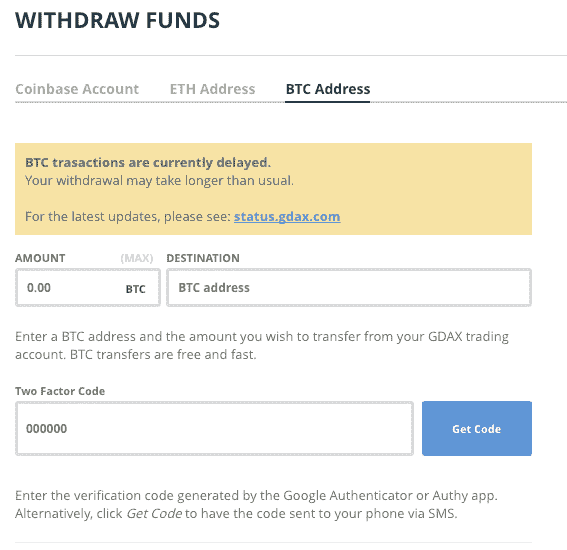 WITHDRAW FUNDS
Coinbase Account ETH Address BTC Address
BTC trasactions are currently delayed.
Your withdrawal may take longer than usual.
For the latest updates, please see: status.gdax.com
AMOUNT (MAX) DESTINATION
0.00 BTC BTC address
Enter a BTC address and the amount you wish to transfer from your GDAX trading
account. BTC transfers are free and fast.
Two Factor Code
000000 Get Code
Enter the verification code generated by the Google Authenticator or Authy app.
Alternatively, click Get Code to have the code sent to your phone via SMS.